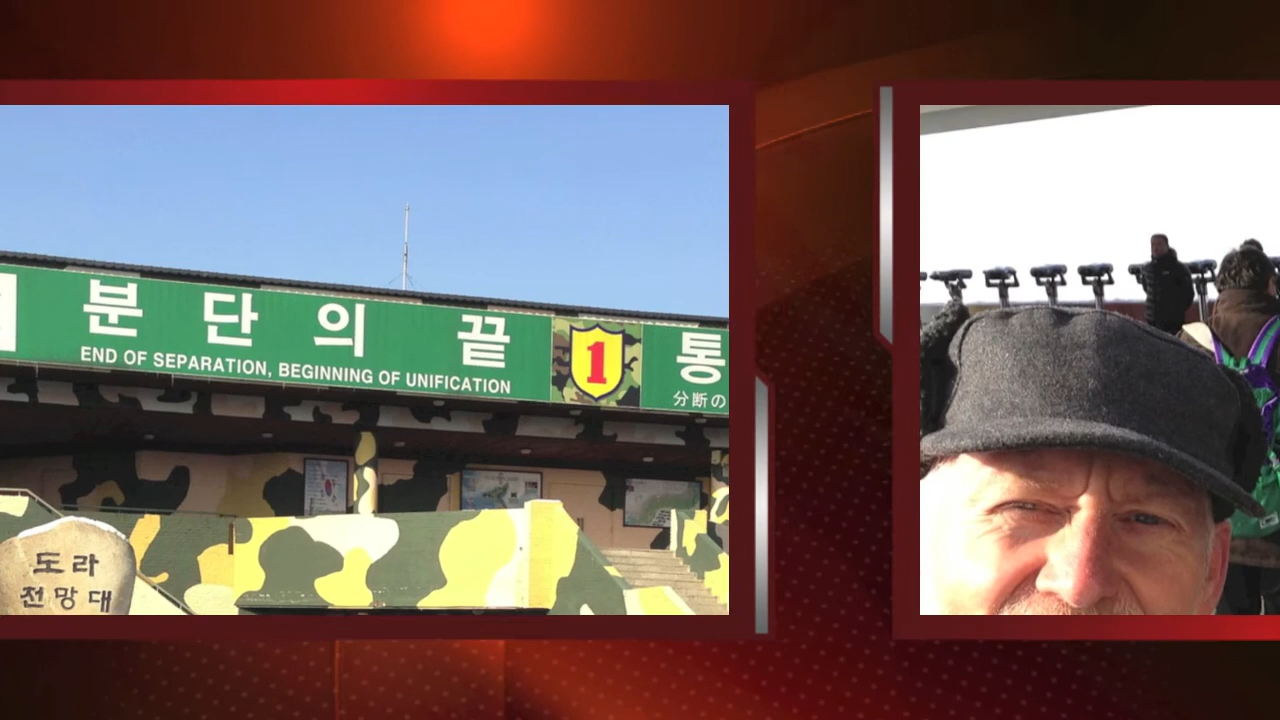 분단의 끝
END OF SEPARATION, BEGINNING OF UNIFICATION
1
통
分断の
도라
전망대